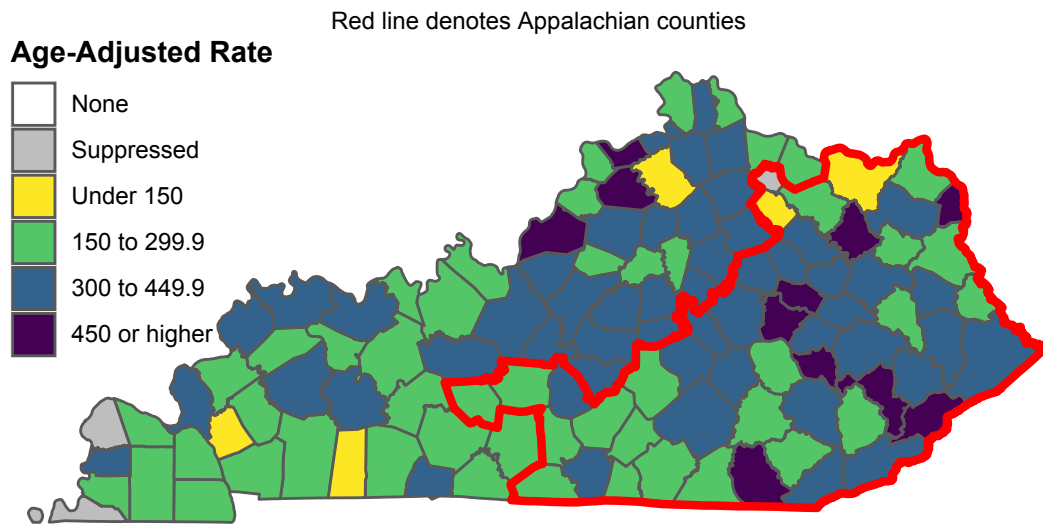 Red line denotes Appalachian counties
Age-Adjusted Rate
None
Suppressed
Under 150
150 to 299.9
300 to 449.9
450 or higher